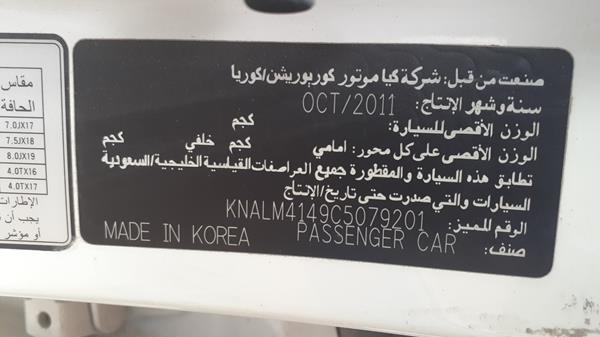 صنعت من قبل: شركة كيا موتور كوربوريشن/كوريا
سنة وشهر الإنتاج: OCT/2011
الوزن الأقصى للسيارة: كجم
الوزن الأقصى على كل محور: امامي كجم خلفي كجم
تطابق هذه السيارة والمقطورة جميع العراصفات القياسية الخليجية/السعودية
السيارات والتي صدرت حتى تاريخ/الإنتاج
الرقم المميز: KNALM4149C5079201
صنف: PASSENGER CAR MADE IN KOREA
مقاس
الحافة
7.0JX17
7.5JX18
8.0JX19
4.0TX16
4.0TX17
الإطارات
يجب أن
أو مؤشر